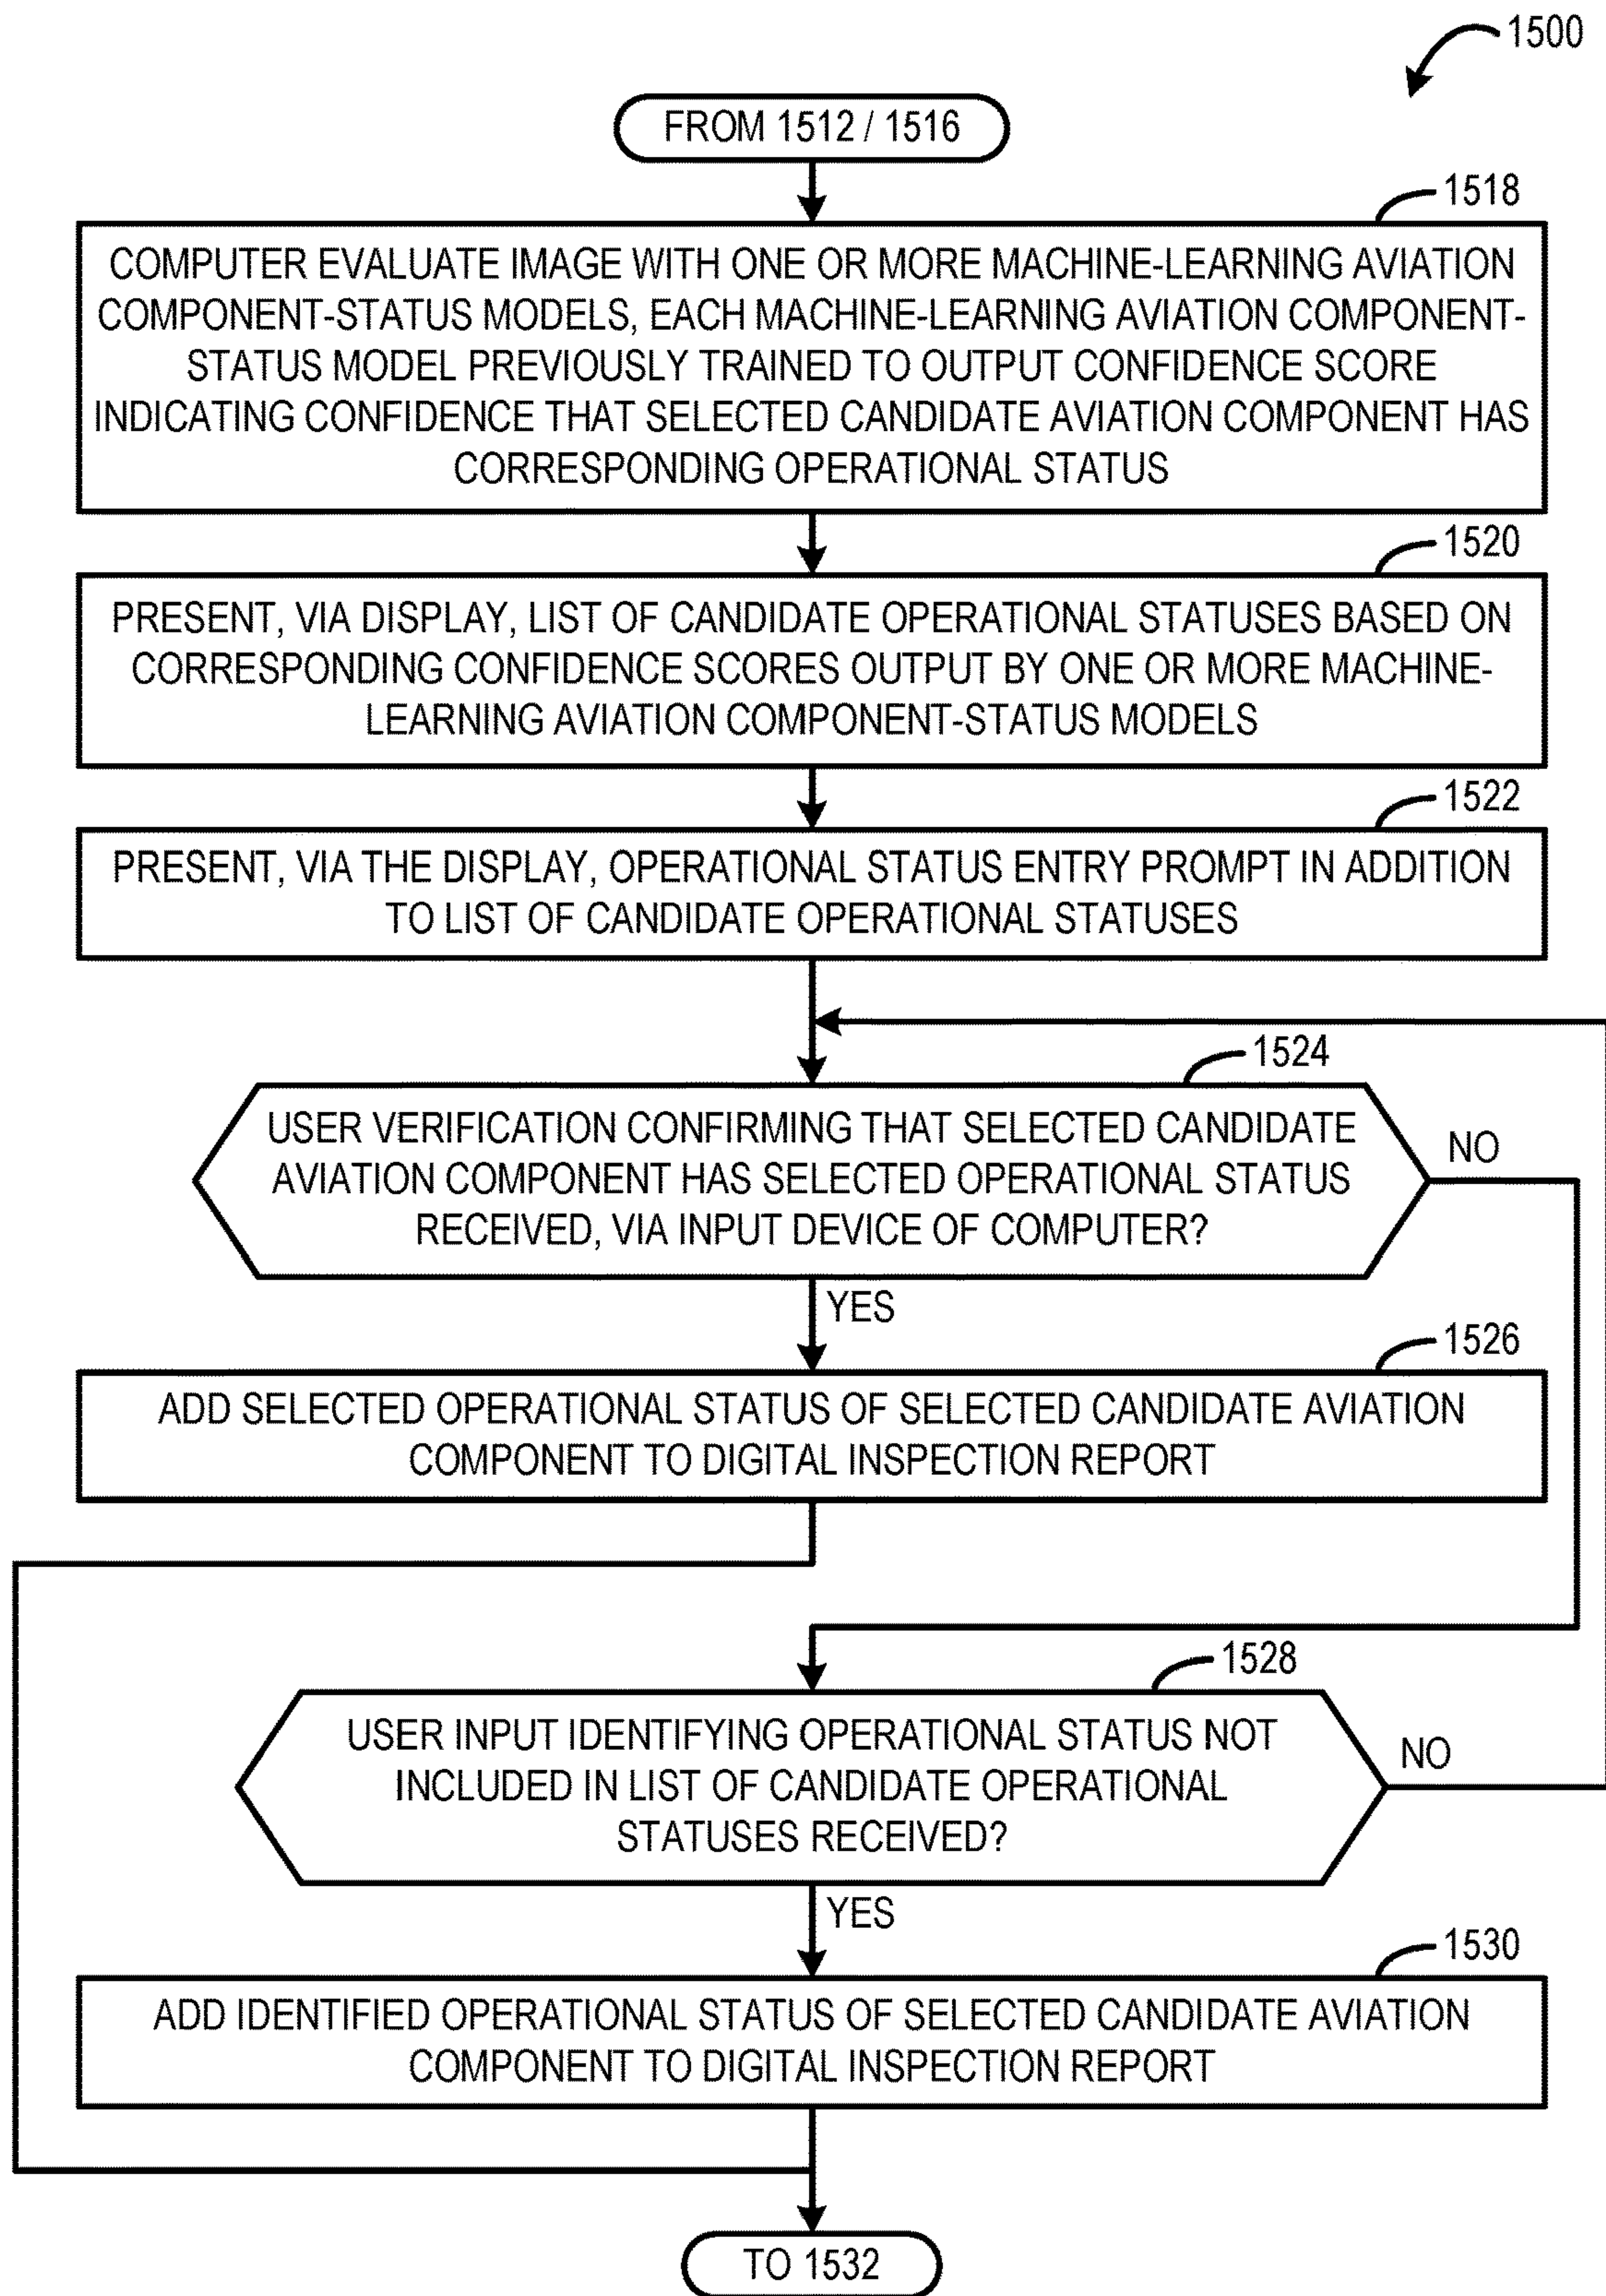 1500
FROM 1512 / 1516
1518
COMPUTER EVALUATE IMAGE WITH ONE OR MORE MACHINE-LEARNING AVIATION
COMPONENT-STATUS MODELS, EACH MACHINE-LEARNING AVIATION COMPONENT-
STATUS MODEL PREVIOUSLY TRAINED TO OUTPUT CONFIDENCE SCORE
INDICATING CONFIDENCE THAT SELECTED CANDIDATE AVIATION COMPONENT HAS
CORRESPONDING OPERATIONAL STATUS
1520
PRESENT, VIA DISPLAY, LIST OF CANDIDATE OPERATIONAL STATUSES BASED ON
CORRESPONDING CONFIDENCE SCORES OUTPUT BY ONE OR MORE MACHINE-
LEARNING AVIATION COMPONENT-STATUS MODELS
1522
PRESENT, VIA THE DISPLAY, OPERATIONAL STATUS ENTRY PROMPT IN ADDITION
TO LIST OF CANDIDATE OPERATIONAL STATUSES
1524
USER VERIFICATION CONFIRMING THAT SELECTED CANDIDATE
AVIATION COMPONENT HAS SELECTED OPERATIONAL STATUS
RECEIVED, VIA INPUT DEVICE OF COMPUTER?
NO
YES
1526
ADD SELECTED OPERATIONAL STATUS OF SELECTED CANDIDATE AVIATION
COMPONENT TO DIGITAL INSPECTION REPORT
1528
USER INPUT IDENTIFYING OPERATIONAL STATUS NOT
INCLUDED IN LIST OF CANDIDATE OPERATIONAL
STATUSES RECEIVED?
NO
YES
1530
ADD IDENTIFIED OPERATIONAL STATUS OF SELECTED CANDIDATE AVIATION
COMPONENT TO DIGITAL INSPECTION REPORT
TO 1532